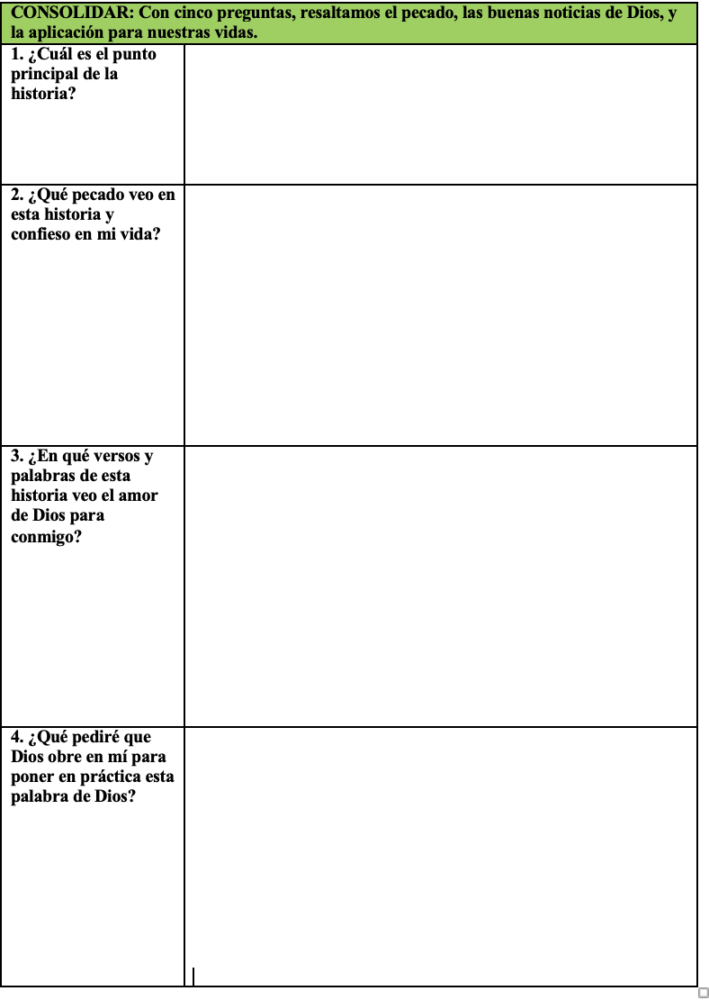 CONSOLIDAR: Con cinco preguntas, resaltamos el pecado, las buenas noticias de Dios, y
la aplicación para nuestras vidas.
1. ¿Cuál es el punto
principal de la
historia?
2. ¿Qué pecado veo en
esta historia y
confieso en mi vida?
3. ¿En qué versos y
palabras de esta
historia veo el amor
de Dios para
conmigo?
4. ¿Qué pediré que
Dios obre en mí para
poner en práctica esta
palabra de Dios?